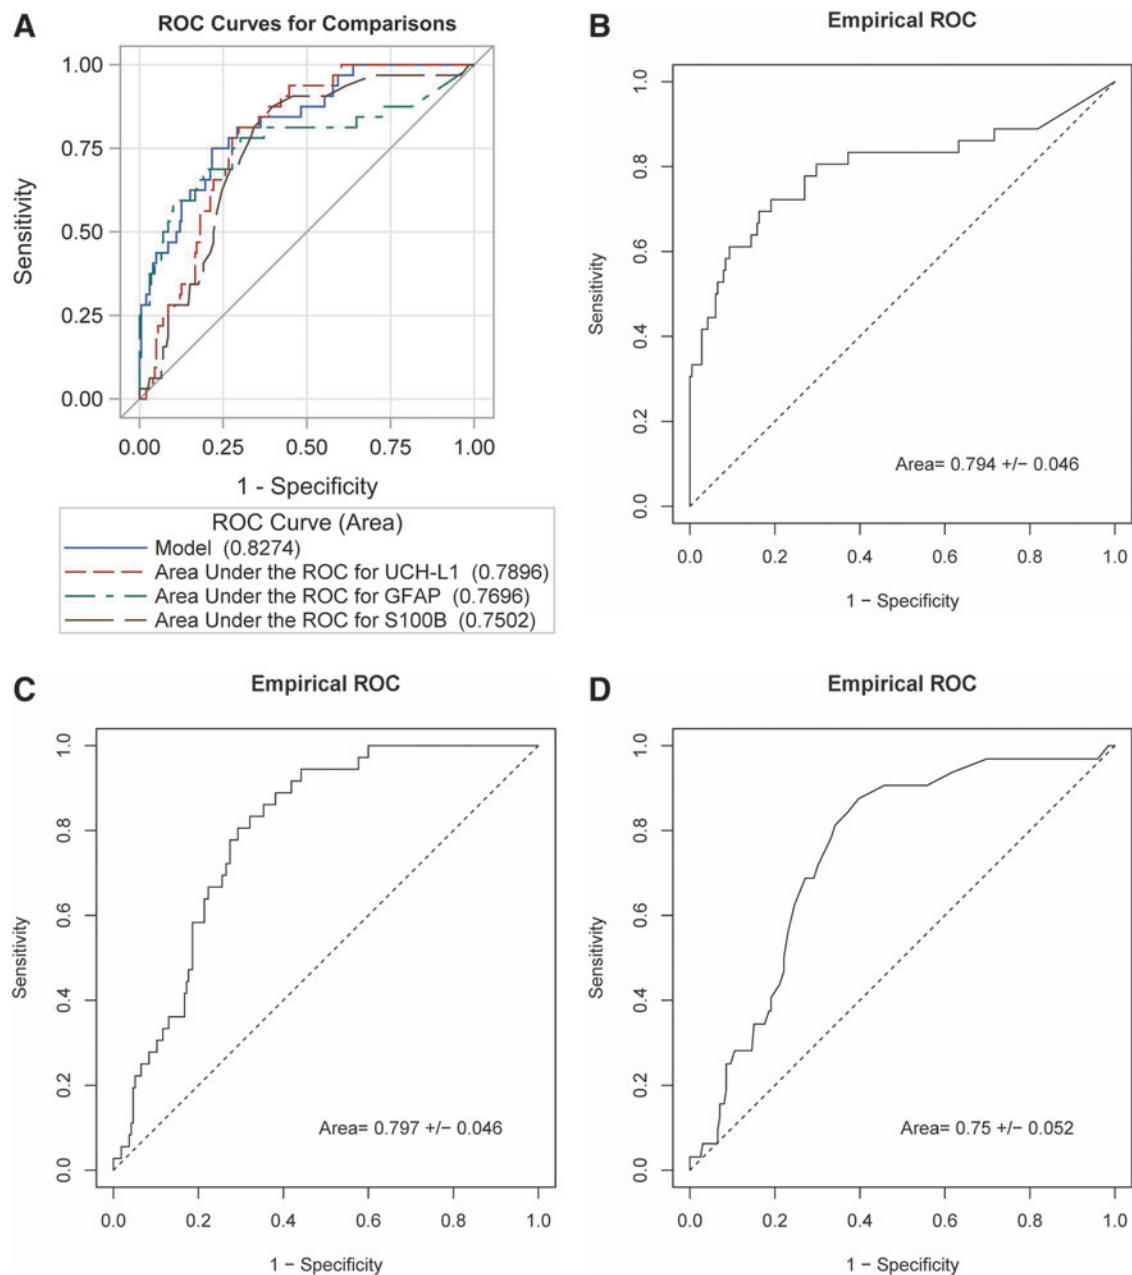 A
ROC Curves for Comparisons
1.00
0.75
0.50
0.25
0.00
Sensitivity
0.00 0.25 0.50 0.75 1.00
1 - Specificity
ROC Curve (Area)
Model (0.8274)
Area Under the ROC for UCH-L1 (0.7896)
Area Under the ROC for GFAP (0.7696)
Area Under the ROC for S100B (0.7502)
B
Empirical ROC
1.0
0.8
0.6
0.4
0.2
0.0
Sensitivity
Area= 0.794 +/− 0.046
0.0 0.2 0.4 0.6 0.8 1.0
1 − Specificity
C
Empirical ROC
1.0
0.8
0.6
0.4
0.2
0.0
Sensitivity
Area= 0.797 +/− 0.046
0.0 0.2 0.4 0.6 0.8 1.0
1 − Specificity
D
Empirical ROC
1.0
0.8
0.6
0.4
0.2
0.0
Sensitivity
Area= 0.75 +/− 0.052
0.0 0.2 0.4 0.6 0.8 1.0
1 − Specificity